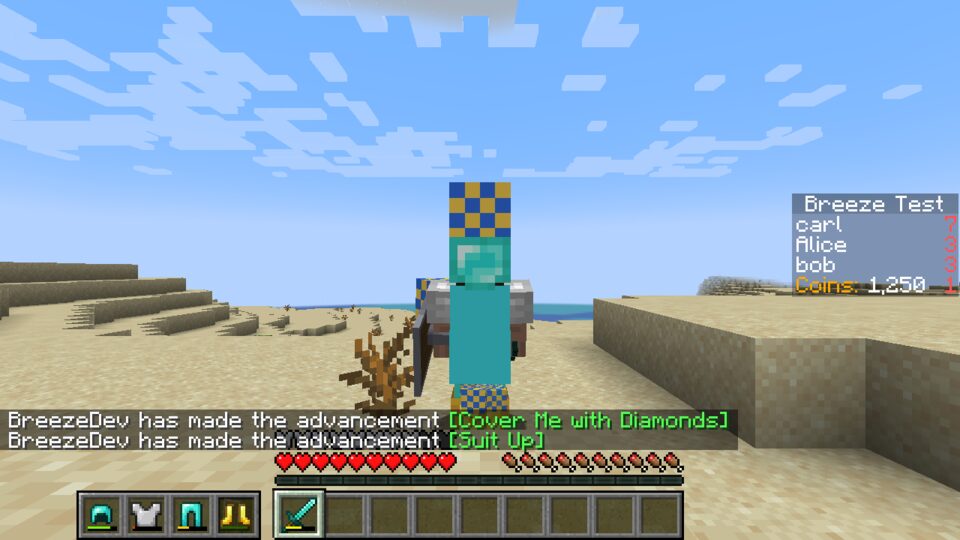 Breeze Test
carl 7
Alice 3
bob 3
Coins: 1,250 1
BreezeDev has made the advancement [Cover Me with Diamonds]
BreezeDev has made the advancement [Suit Up]